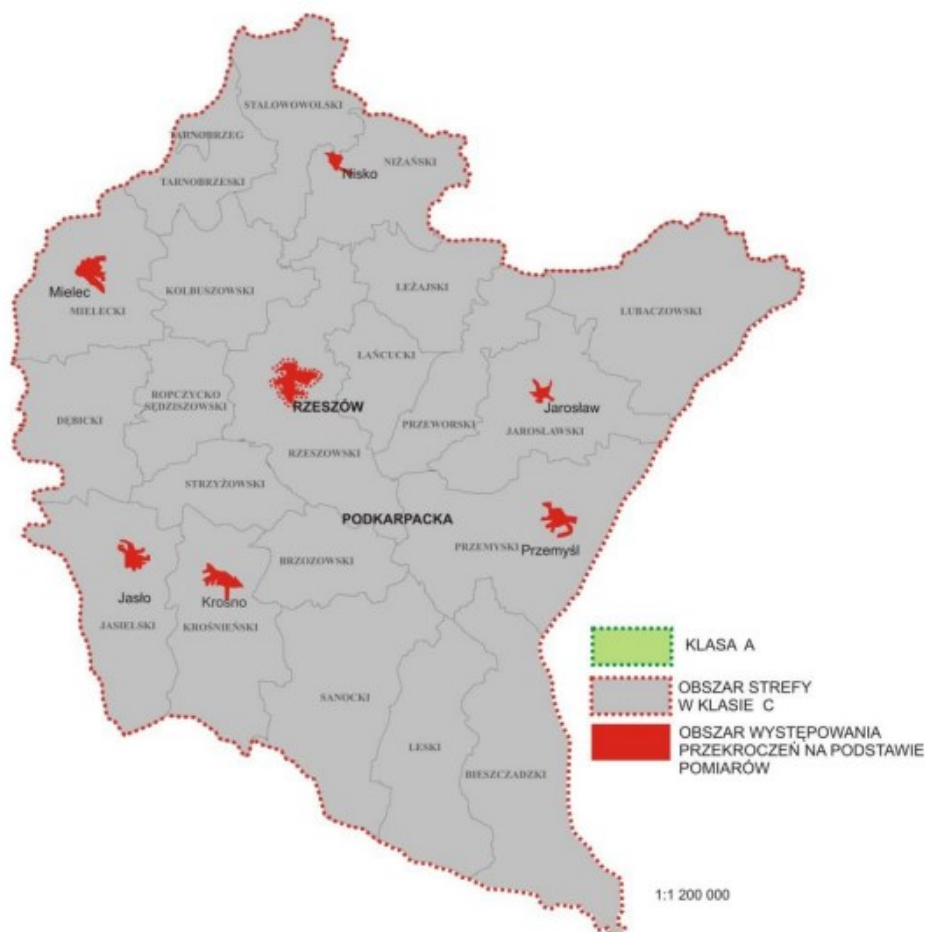 STALOWOWOLSKI
TARNOBRZEG
NIŻAŃSKI
Nisko
TARNOBRZESKI
LEŻAJSKI
Mielec
KOLBUSZOWSKI
MIELECKI
LUBACZOWSKI
ŁAŃCUCKI
ROPCZYCKO
SĘDZISZOWSKI
RZESZÓW
Jarosław
DĘBICKI
PRZEWORSKI
JAROSŁAWSKI
RZESZOWSKI
STRZYŻOWSKI
PODKARPACKA
PRZEMYSKI
Przemyśl
BRZOZOWSKI
Jasło
Krosno
JASIELSKI
KROŚNIEŃSKI
SANOCKI
LESKI
BIESZCZADZKI
KLASA A
OBSZAR STREFY
W KLASIE C
OBSZAR WYSTĘPOWANIA
PRZEKROCZEŃ NA PODSTAWIE
POMIARÓW
1:1 200 000